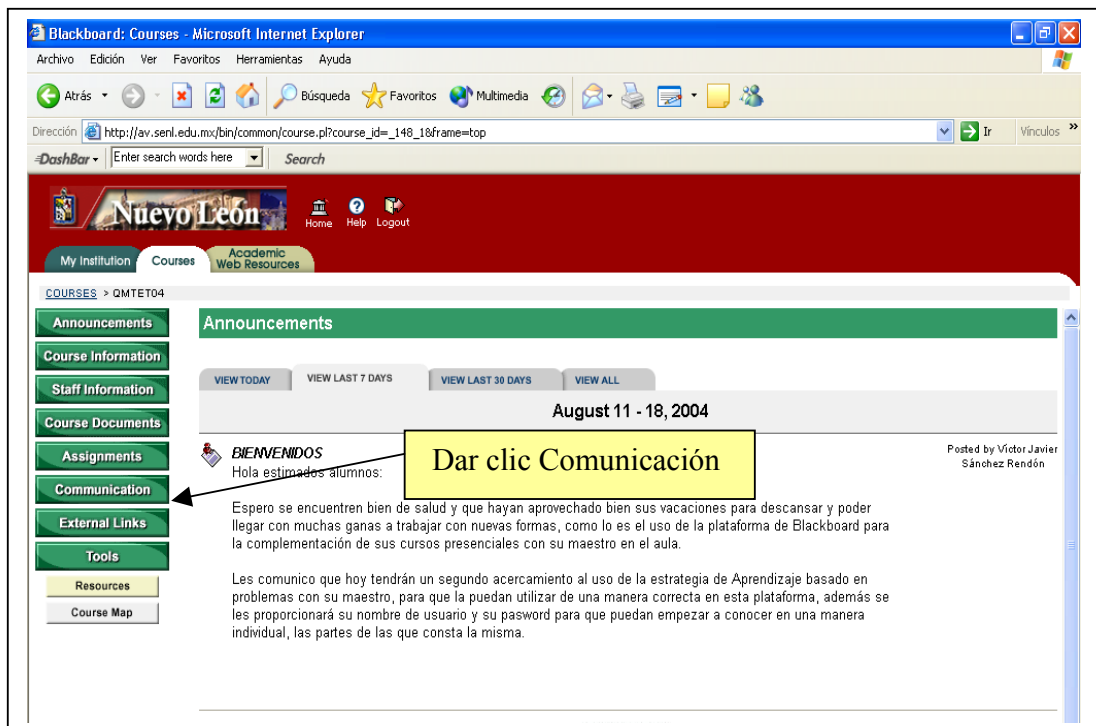 Blackboard: Courses - Microsoft Internet Explorer
Archivo Edición Ver Favoritos Herramientas Ayuda
Atrás Búsqueda Favoritos Multimedia
Dirección http://av.senl.edu.mx/bin/common/course.pl?course_id=_148_1&frame=top Ir Vínculos »
DashBar Enter search words here Search
Nuevo León
Home Help Logout
My Institution Courses Academic Web Resources
COURSES > QMTET04
Announcements
Course Information
Staff Information
Course Documents
Assignments
Communication
External Links
Tools
Resources
Course Map
Announcements
VIEW TODAY VIEW LAST 7 DAYS VIEW LAST 30 DAYS VIEW ALL
August 11 - 18, 2004
BIENVENIDOS
Hola estimados alumnos:
Dar clic Comunicación
Posted by Víctor Javier
Sánchez Rendón
Espero se encuentren bien de salud y que hayan aprovechado bien sus vacaciones para descansar y poder
llegar con muchas ganas a trabajar con nuevas formas, como lo es el uso de la plataforma de Blackboard para
la complementación de sus cursos presenciales con su maestro en el aula.
Les comunico que hoy tendrán un segundo acercamiento al uso de la estrategia de Aprendizaje basado en
problemas con su maestro, para que la puedan utilizar de una manera correcta en esta plataforma, además se
les proporcionará su nombre de usuario y su pasword para que puedan empezar a conocer en una manera
individual, las partes de las que consta la misma.